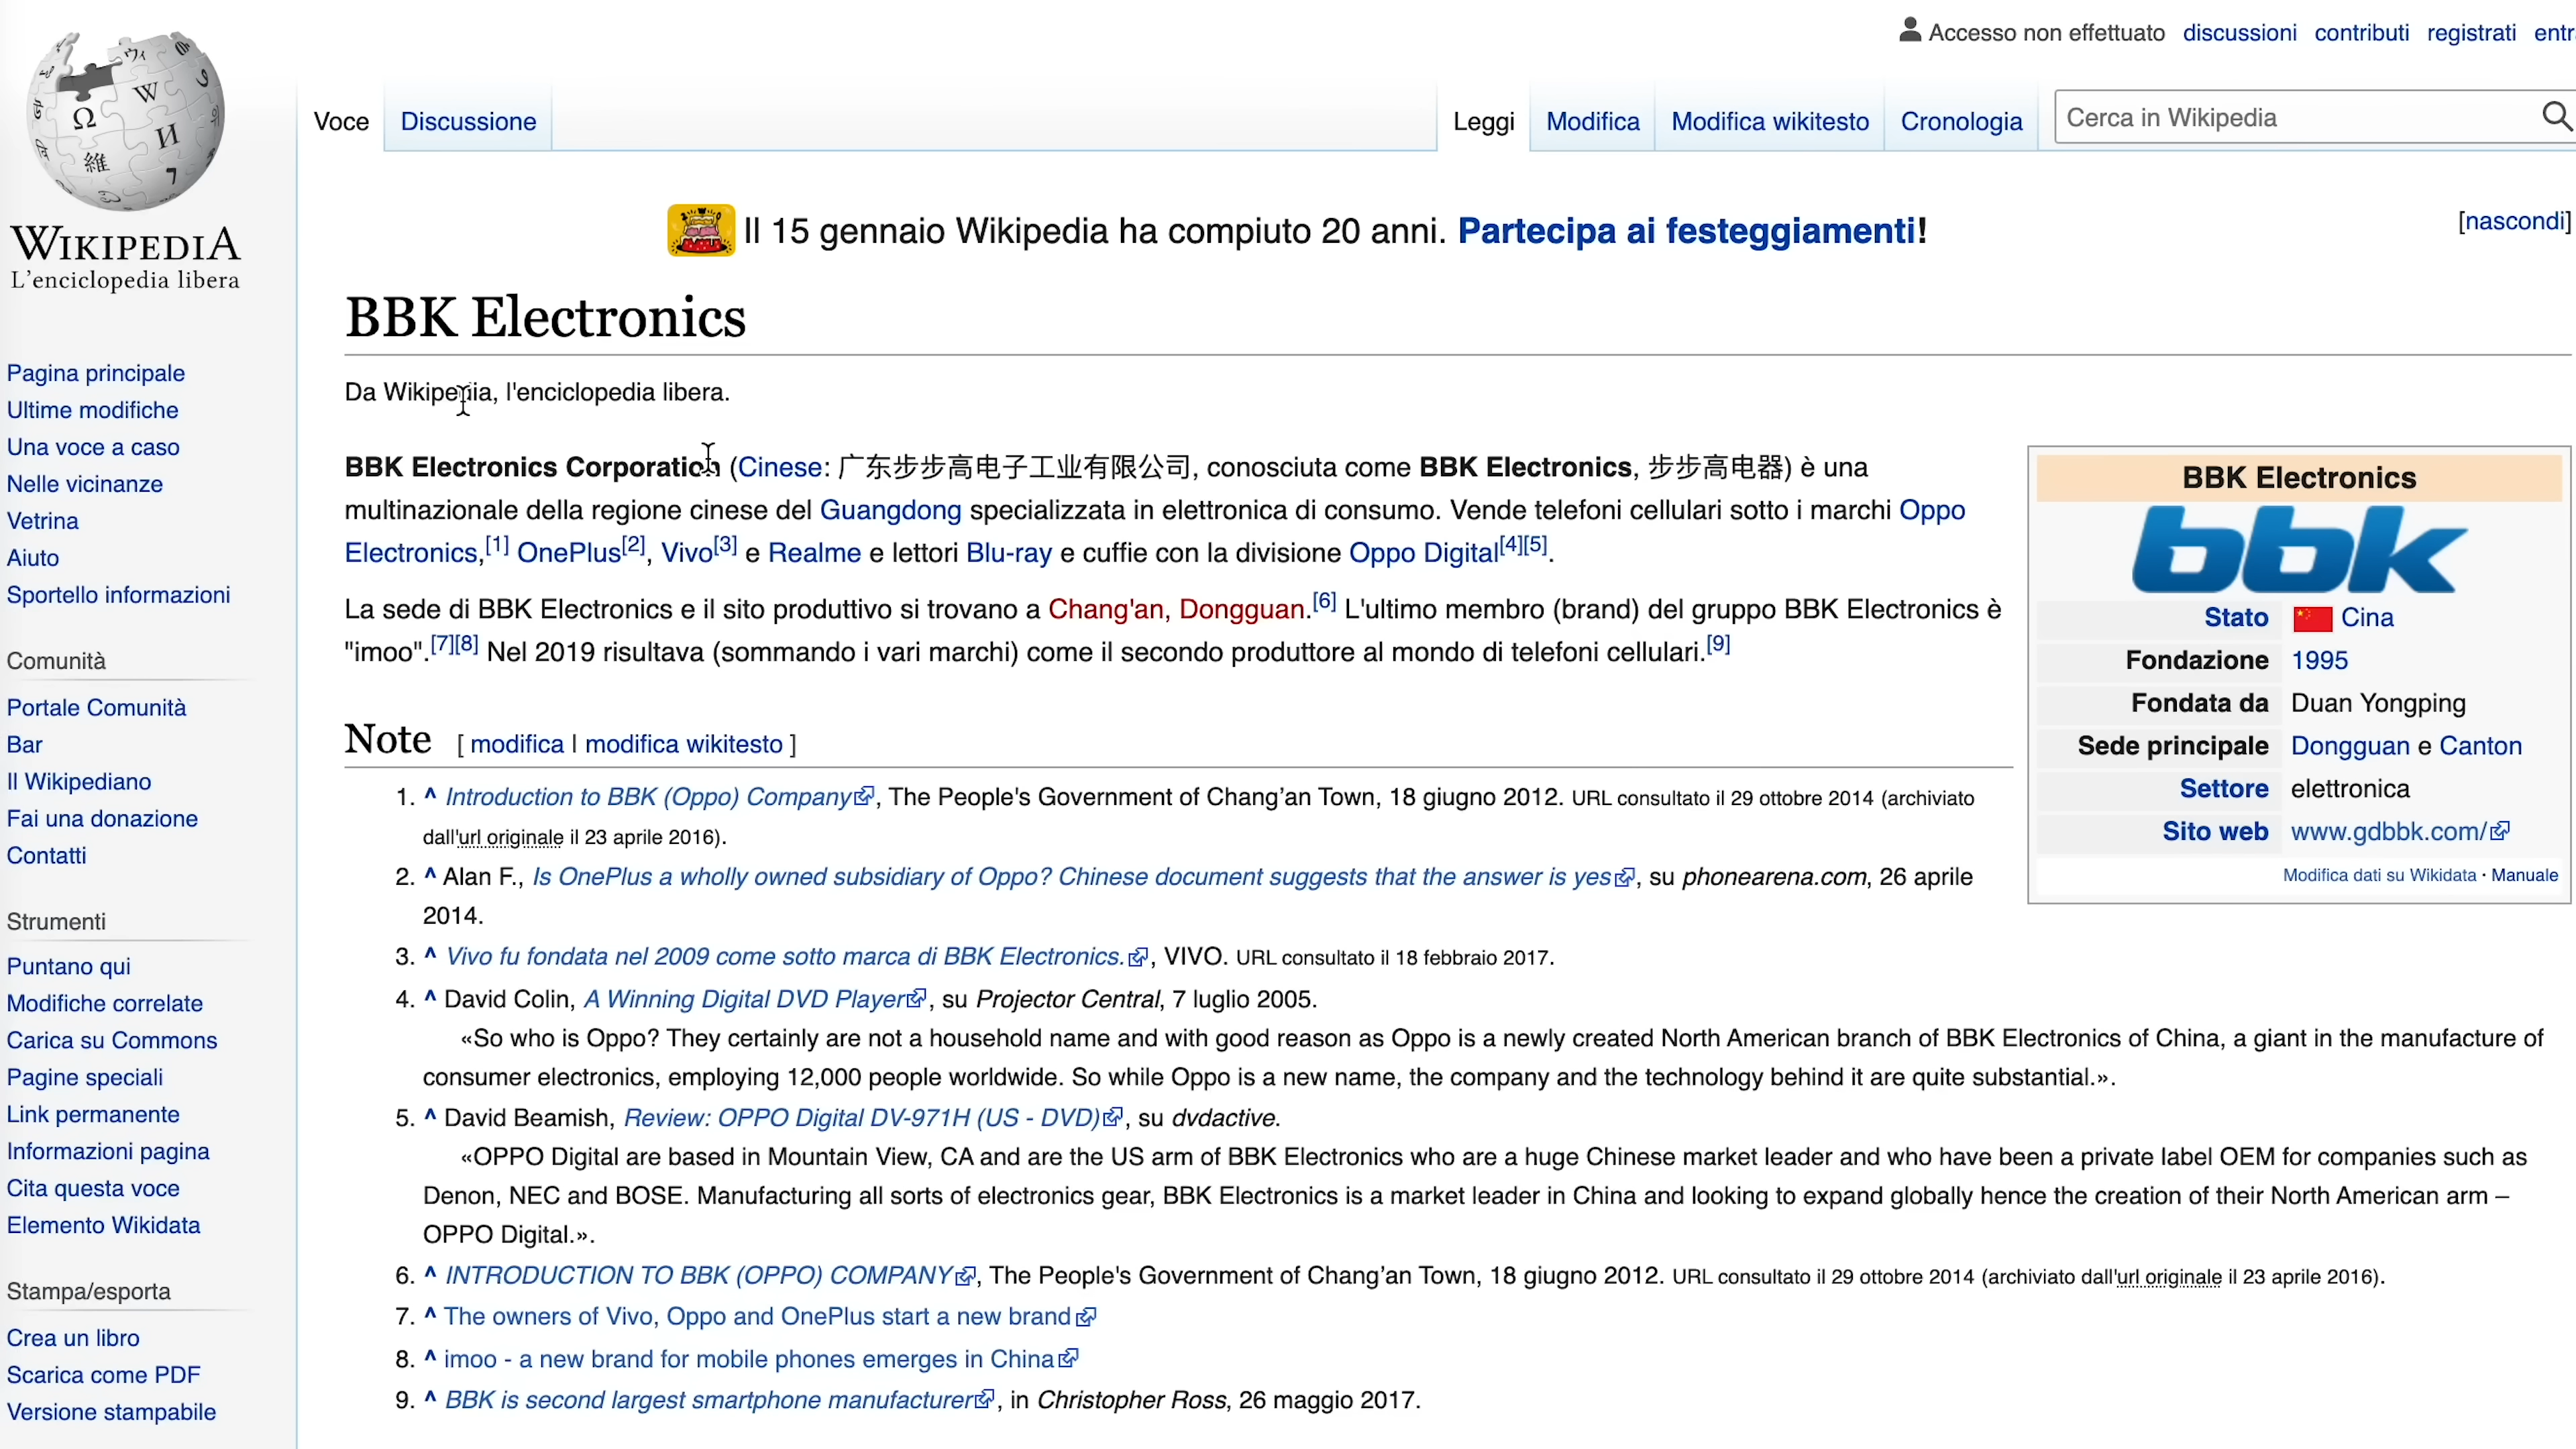 Accesso non effettuato discussioni contributi registrati entr
Voce Discussione Leggi Modifica Modifica wikitesto Cronologia Cerca in Wikipedia
WIKIPEDIA
L'enciclopedia libera
Il 15 gennaio Wikipedia ha compiuto 20 anni. Partecipa ai festeggiamenti!
[nascondi]
Pagina principale
Ultime modifiche
Una voce a caso
Nelle vicinanze
Vetrina
Aiuto
Sportello informazioni
Comunità
Portale Comunità
Bar
Il Wikipediano
Fai una donazione
Contatti
Strumenti
Puntano qui
Modifiche correlate
Carica su Commons
Pagine speciali
Link permanente
Informazioni pagina
Cita questa voce
Elemento Wikidata
Stampa/esporta
Crea un libro
Scarica come PDF
Versione stampabile
BBK Electronics
Da Wikipedia, l'enciclopedia libera.
BBK Electronics Corporation (Cinese: 广东步步高电子工业有限公司, conosciuta come BBK Electronics, 步步高电器) è una
multinazionale della regione cinese del Guangdong specializzata in elettronica di consumo. Vende telefoni cellulari sotto i marchi Oppo
Electronics,[1] OnePlus[2], Vivo[3] e Realme e lettori Blu-ray e cuffie con la divisione Oppo Digital[4][5].
La sede di BBK Electronics e il sito produttivo si trovano a Chang'an, Dongguan.[6] L'ultimo membro (brand) del gruppo BBK Electronics è
"imoo".[7][8] Nel 2019 risultava (sommando i vari marchi) come il secondo produttore al mondo di telefoni cellulari.[9]
BBK Electronics
bbk
Stato Cina
Fondazione 1995
Fondata da Duan Yongping
Sede principale Dongguan e Canton
Settore elettronica
Sito web www.gdbbk.com/
Modifica dati su Wikidata · Manuale
Note [ modifica | modifica wikitesto ]
1. ^ Introduction to BBK (Oppo) Company, The People's Government of Chang'an Town, 18 giugno 2012. URL consultato il 29 ottobre 2014 (archiviato
dall'url originale il 23 aprile 2016).
2. ^ Alan F., Is OnePlus a wholly owned subsidiary of Oppo? Chinese document suggests that the answer is yes, su phonearena.com, 26 aprile
2014.
3. ^ Vivo fu fondata nel 2009 come sotto marca di BBK Electronics., VIVO. URL consultato il 18 febbraio 2017.
4. ^ David Colin, A Winning Digital DVD Player, su Projector Central, 7 luglio 2005.
«So who is Oppo? They certainly are not a household name and with good reason as Oppo is a newly created North American branch of BBK Electronics of China, a giant in the manufacture of
consumer electronics, employing 12,000 people worldwide. So while Oppo is a new name, the company and the technology behind it are quite substantial.».
5. ^ David Beamish, Review: OPPO Digital DV-971H (US - DVD), su dvdactive.
«OPPO Digital are based in Mountain View, CA and are the US arm of BBK Electronics who are a huge Chinese market leader and who have been a private label OEM for companies such as
Denon, NEC and BOSE. Manufacturing all sorts of electronics gear, BBK Electronics is a market leader in China and looking to expand globally hence the creation of their North American arm –
OPPO Digital.».
6. ^ INTRODUCTION TO BBK (OPPO) COMPANY, The People's Government of Chang'an Town, 18 giugno 2012. URL consultato il 29 ottobre 2014 (archiviato dall'url originale il 23 aprile 2016).
7. ^ The owners of Vivo, Oppo and OnePlus start a new brand
8. ^ imoo - a new brand for mobile phones emerges in China
9. ^ BBK is second largest smartphone manufacturer, in Christopher Ross, 26 maggio 2017.